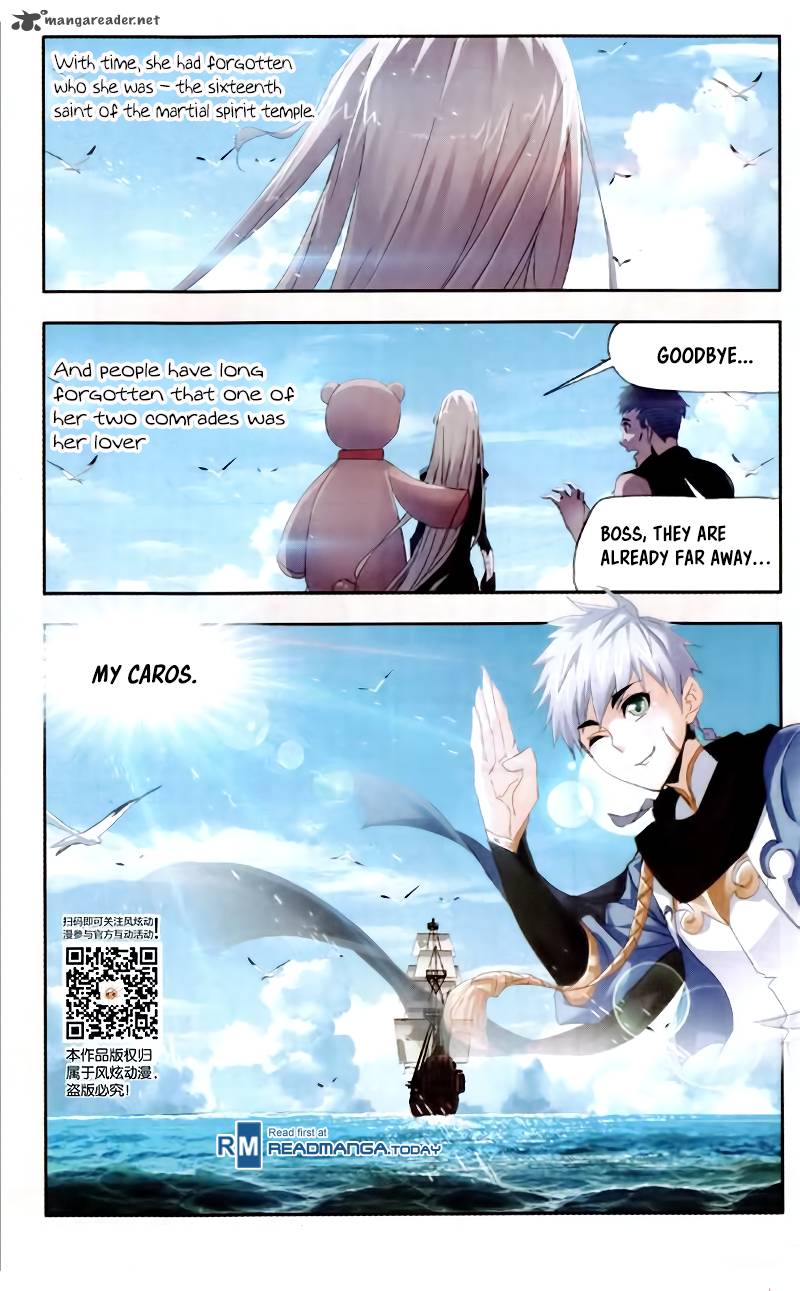 mangareader.net
With time, she had forgotten
who she was - the sixteenth
saint of the martial spirit temple.
And people have long
forgotten that one of
her two comrades was
her lover
GOODBYE...
BOSS, THEY ARE
ALREADY FAR AWAY...
MY CAROS.
扫码即可关注风炫动
漫参与官方互动活动!
本作品版权归
属于风炫动漫,
盗版必究!
RM
Read first at
READMANGA.TODAY